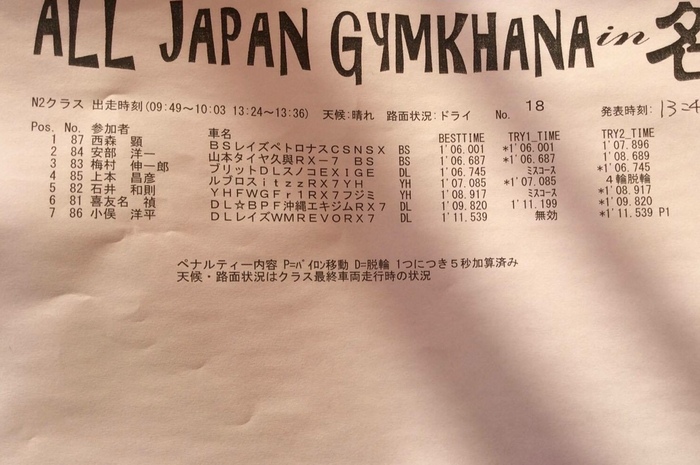 ALL JAPAN GYMKHANA in
N2クラス 出走時刻(09:49～10:03 13:24～13:36) 天候:晴れ 路面状況:ドライ No. 18 発表時刻:
Pos. No. 参加者 車名 BESTTIME TRY1_TIME TRY2_TIME
1 87 西森 顕 BSレイズペトロナスCSNSX BS 1'06.001 *1'06.001 1'07.896
2 84 安部 洋一 山本タイヤ久與RX-7 BS BS 1'06.687 *1'06.687 1'08.689
3 83 梅村 伸一郎 ブリットDLスノコEXIGE DL 1'06.745 ミスコース *1'06.745
4 85 上本 昌彦 ルブロスitzzRX7YH YH 1'07.085 *1'07.085 4輪脱輪
5 82 石井 和則 YHFWGFr1RX7フジミ YH 1'08.917 ミスコース *1'08.917
6 81 喜友名 禎 DL☆BPF沖縄エキジムRX7 DL 1'09.820 1'11.199 *1'09.820
7 86 小俣 洋平 DLレイズWMREVORX7 DL 1'11.539 無効 *1'11.539 P1
ペナルティー内容 P=パイロン移動 D=脱輪 1つにつき5秒加算済み
天候・路面状況はクラス最終車両走行時の状況